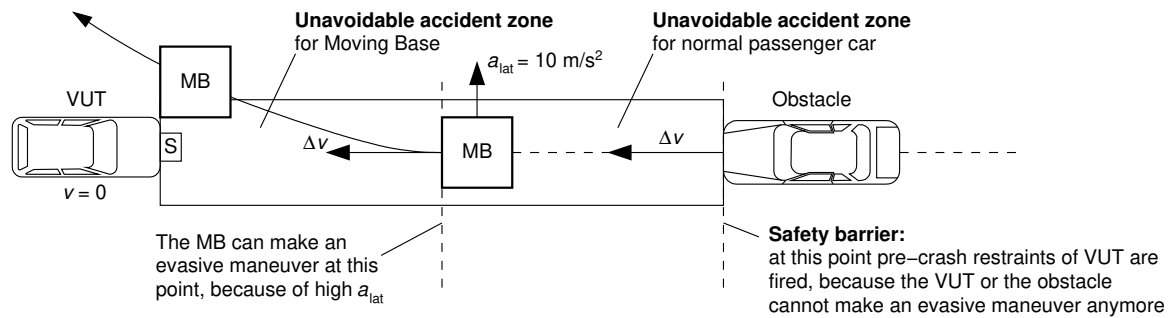 Unavoidable accident zone
for Moving Base
Unavoidable accident zone
for normal passenger car
a_lat = 10 m/s²
MB
VUT
Obstacle
S
Δv
MB
Δv
v = 0
The MB can make an
evasive maneuver at this
point, because of high a_lat
Safety barrier:
at this point pre−crash restraints of VUT are
fired, because the VUT or the obstacle
cannot make an evasive maneuver anymore